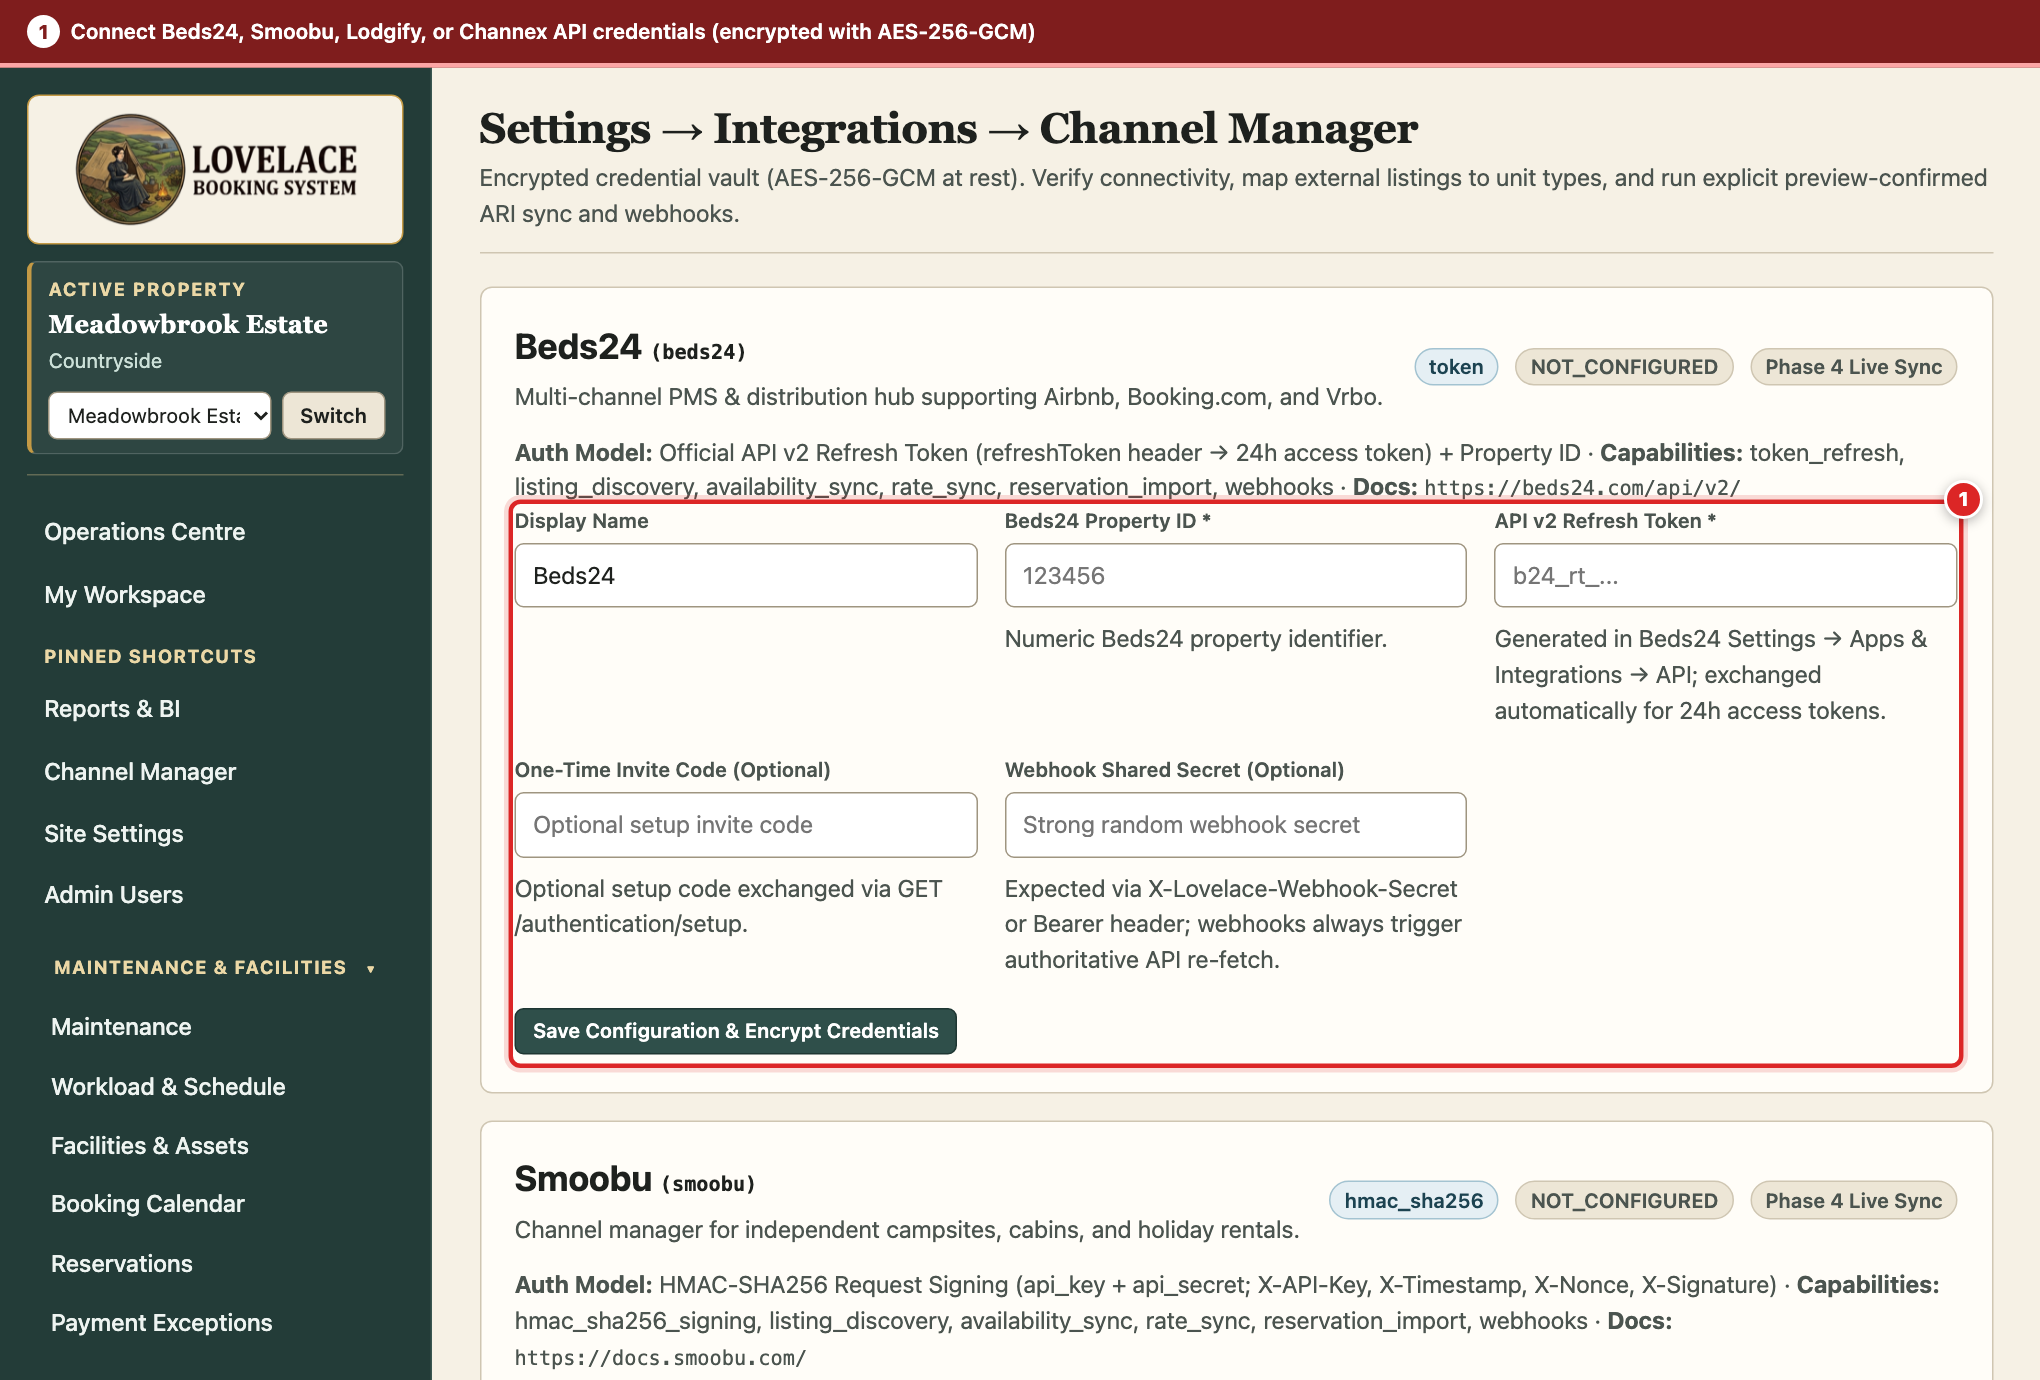 1 Connect Beds24, Smoobu, Lodgify, or Channex API credentials (encrypted with AES-256-GCM)
LOVELACE
BOOKING SYSTEM
ACTIVE PROPERTY
Meadowbrook Estate
Countryside
Meadowbrook Esta
Switch
Operations Centre
My Workspace
PINNED SHORTCUTS
Reports & BI
Channel Manager
Site Settings
Admin Users
MAINTENANCE & FACILITIES ▾
Maintenance
Workload & Schedule
Facilities & Assets
Booking Calendar
Reservations
Payment Exceptions
Settings → Integrations → Channel Manager
Encrypted credential vault (AES-256-GCM at rest). Verify connectivity, map external listings to unit types, and run explicit preview-confirmed
ARI sync and webhooks.
Beds24 (beds24)
token
NOT_CONFIGURED
Phase 4 Live Sync
Multi-channel PMS & distribution hub supporting Airbnb, Booking.com, and Vrbo.
Auth Model: Official API v2 Refresh Token (refreshToken header → 24h access token) + Property ID · Capabilities: token_refresh,
listing_discovery, availability_sync, rate_sync, reservation_import, webhooks · Docs: https://beds24.com/api/v2/
1
Display Name
Beds24
Beds24 Property ID *
123456
Numeric Beds24 property identifier.
API v2 Refresh Token *
b24_rt_...
Generated in Beds24 Settings → Apps &
Integrations → API; exchanged
automatically for 24h access tokens.
One-Time Invite Code (Optional)
Optional setup invite code
Optional setup code exchanged via GET
/authentication/setup.
Webhook Shared Secret (Optional)
Strong random webhook secret
Expected via X-Lovelace-Webhook-Secret
or Bearer header; webhooks always trigger
authoritative API re-fetch.
Save Configuration & Encrypt Credentials
Smoobu (smoobu)
hmac_sha256
NOT_CONFIGURED
Phase 4 Live Sync
Channel manager for independent campsites, cabins, and holiday rentals.
Auth Model: HMAC-SHA256 Request Signing (api_key + api_secret; X-API-Key, X-Timestamp, X-Nonce, X-Signature) · Capabilities:
hmac_sha256_signing, listing_discovery, availability_sync, rate_sync, reservation_import, webhooks · Docs:
https://docs.smoobu.com/